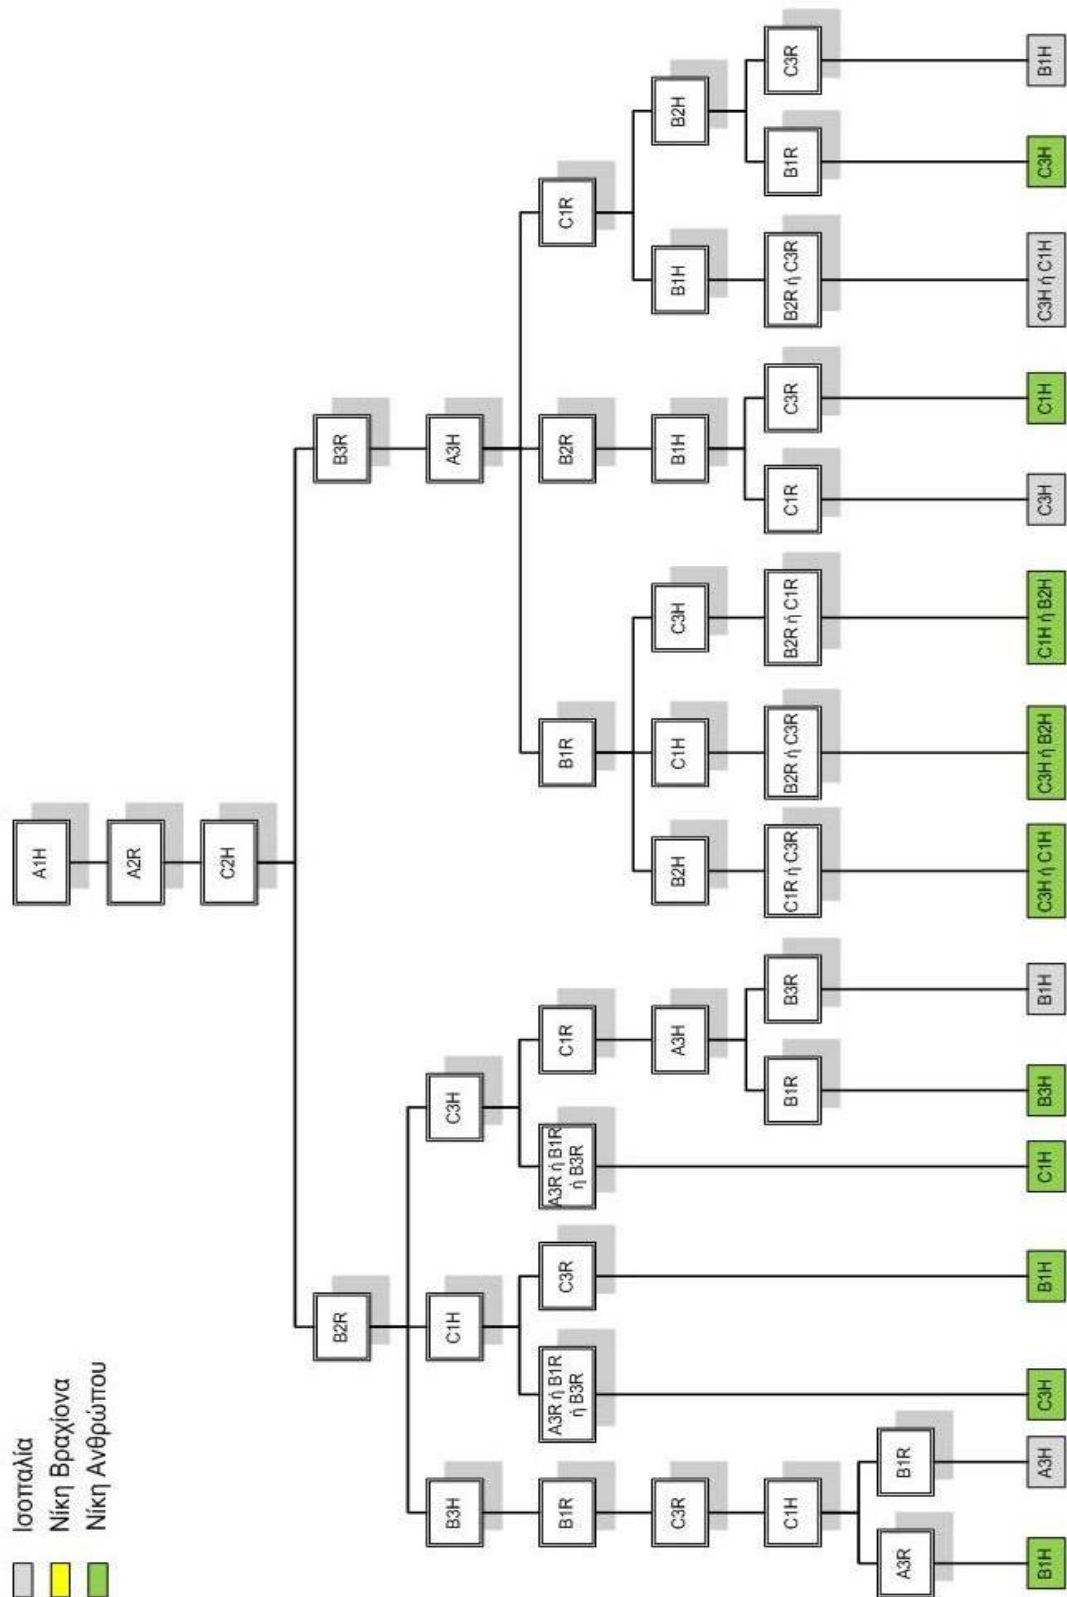 Ισοπαλία
Νίκη Βραχίονα
Νίκη Ανθρώπου
A1H
A2R
C2H
B2R
B3R
B3H
C1H
C3H
A3H
B1R
A3R ή B1R
ή B3R
C3R
A3R ή B1R
ή B3R
C1R
B1R
B2R
C1R
C3R
A3H
B2H
C1H
C3H
B1H
B1H
B2H
C1H
B1R
B3R
C1R ή C3R
B2R ή C3R
B2R ή C1R
C1R
C3R
B2R ή C3R
B1R
C3R
A3R
B1R
B1H
A3H
C3H
B1H
C1H
B3H
B1H
C3H ή C1H
C3H ή B2H
C1H ή B2H
C3H
C1H
C3H ή C1H
C3H
B1H